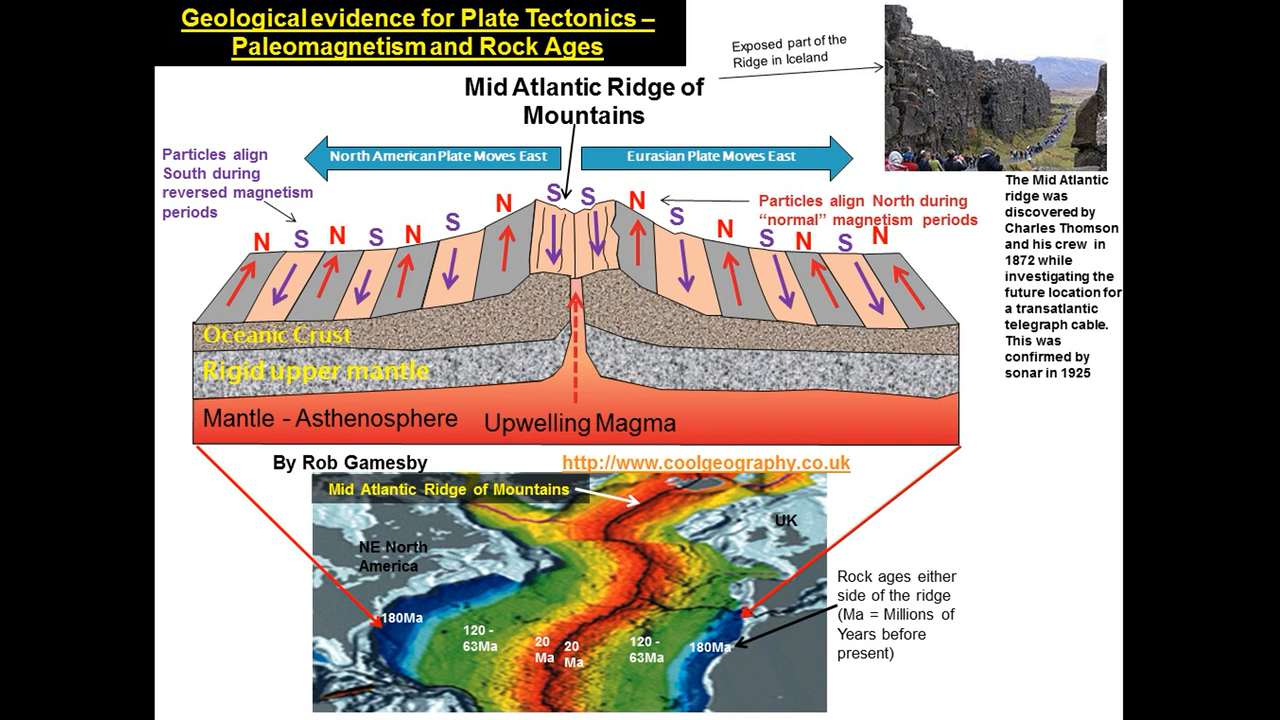 Geological evidence for Plate Tectonics –
Paleomagnetism and Rock Ages
Exposed part of the
Ridge in Iceland
Mid Atlantic Ridge of
Mountains
North American Plate Moves East
Eurasian Plate Moves East
Particles align
South during
reversed magnetism
periods
Particles align North during
“normal” magnetism periods
N S N S N S N S S N S N S N S N
The Mid Atlantic
ridge was
discovered by
Charles Thomson
and his crew in
1872 while
investigating the
future location for
a transatlantic
telegraph cable.
This was
confirmed by
sonar in 1925
Oceanic Crust
Rigid upper mantle
Mantle - Asthenosphere
Upwelling Magma
By Rob Gamesby
http://www.coolgeography.co.uk
Mid Atlantic Ridge of Mountains
UK
NE North
America
180Ma
120 -
63Ma
20
Ma
20
Ma
120 -
63Ma
180Ma
Rock ages either
side of the ridge
(Ma = Millions of
Years before
present)